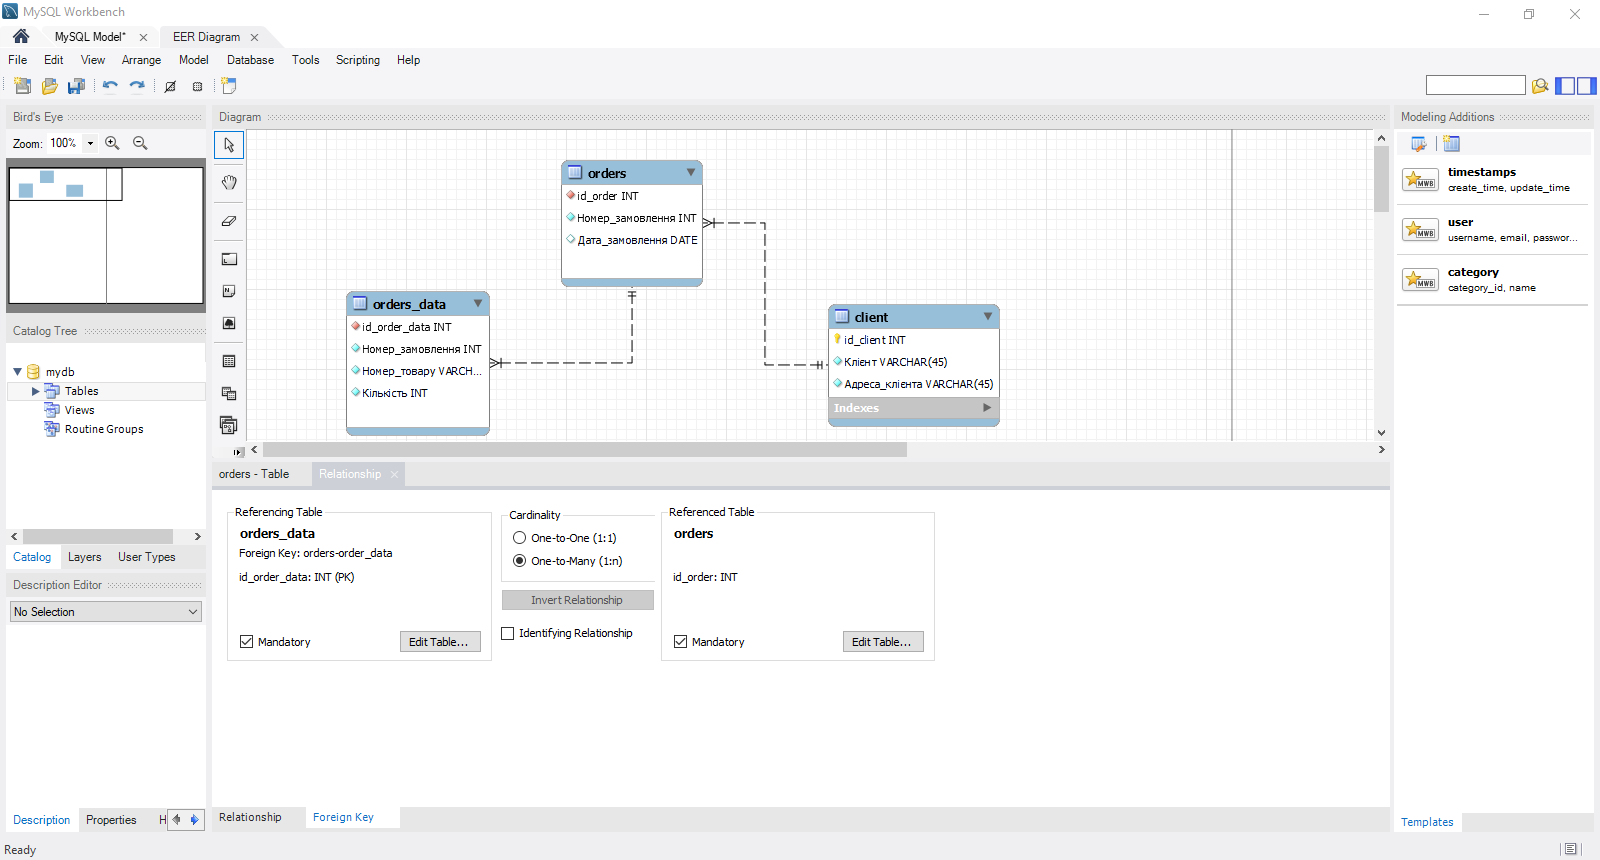 MySQL Workbench
MySQL Model*
EER Diagram
File Edit View Arrange Model Database Tools Scripting Help
Bird's Eye
Zoom: 100%
Catalog Tree
mydb
Tables
Views
Routine Groups
Catalog Layers User Types
Description Editor
No Selection
Description Properties H
Ready
Diagram
orders
id_order INT
Номер_замовлення INT
Дата_замовлення DATE
orders_data
id_order_data INT
Номер_замовлення INT
Номер_товару VARCH...
Кількість INT
client
id_client INT
Клієнт VARCHAR(45)
Адреса_клієнта VARCHAR(45)
Indexes
orders - Table
Relationship
Referencing Table
orders_data
Foreign Key: orders-order_data
id_order_data: INT (PK)
Mandatory
Edit Table...
Cardinality
One-to-One (1:1)
One-to-Many (1:n)
Invert Relationship
Identifying Relationship
Referenced Table
orders
id_order: INT
Mandatory
Edit Table...
Relationship
Foreign Key
Modeling Additions
MWB
timestamps
create_time, update_time
MWB
user
username, email, passwor...
MWB
category
category_id, name
Templates